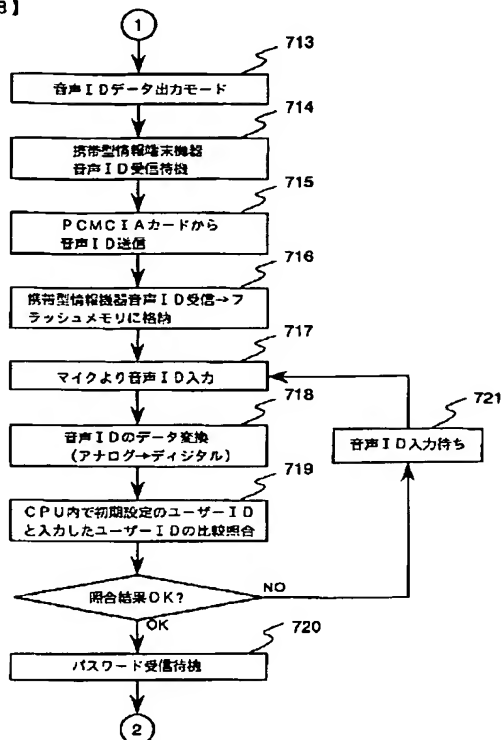 8】
1
713
音声IDデータ出力モード
714
携帯型情報端末機器
音声ID受信待機
715
PCMCIAカードから
音声ID送信
716
携帯型情報機器音声ID受信→フ
ラッシュメモリに格納
717
マイクより音声ID入力
718
音声IDのデータ変換
(アナログ→ディジタル)
721
音声ID入力待ち
719
CPU内で初期設定のユーザーID
と入力したユーザーIDの比較照合
照合結果OK?
NO
OK
720
パスワード受信待機
2